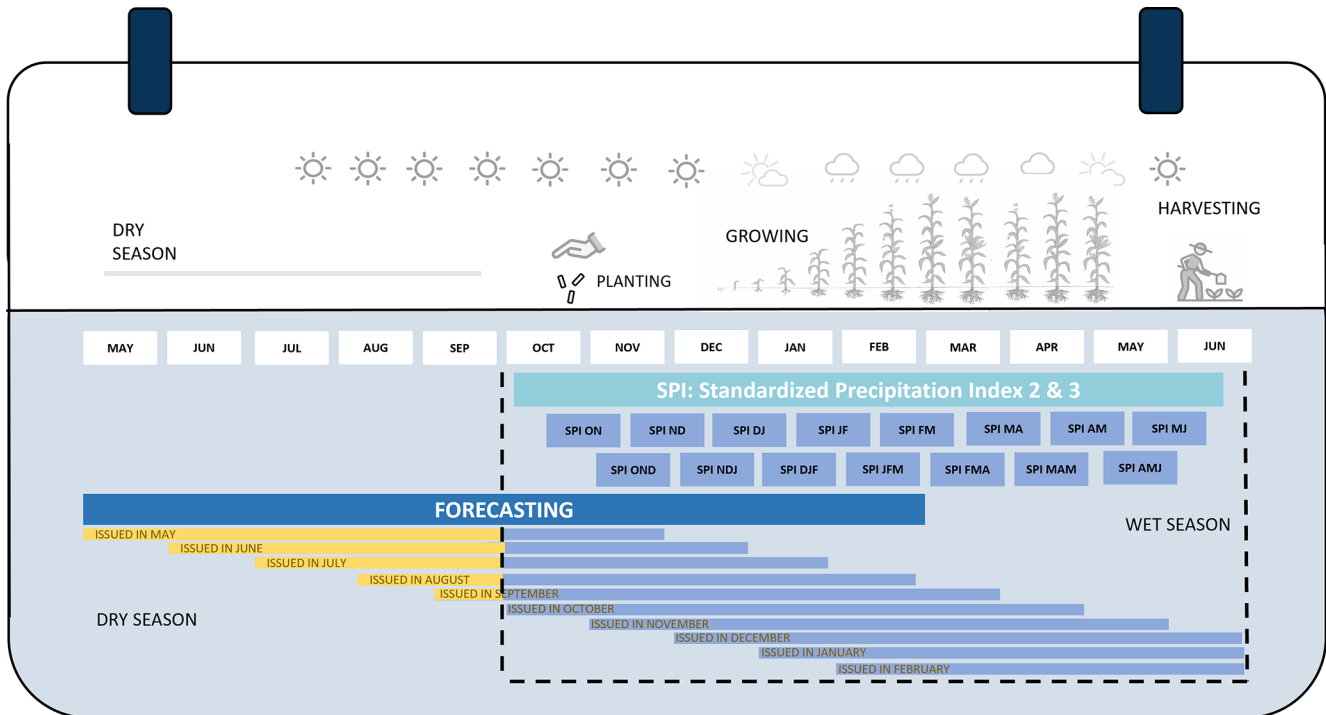 DRY
SEASON
PLANTING
GROWING
HARVESTING
MAY JUN JUL AUG SEP OCT NOV DEC JAN FEB MAR APR MAY JUN
SPI: Standardized Precipitation Index 2 & 3
SPI ON SPI ND SPI DJ SPI JF SPI FM SPI MA SPI AM SPI MJ
SPI OND SPI NDJ SPI DJF SPI JFM SPI FMA SPI MAM SPI AMJ
FORECASTING
WET SEASON
ISSUED IN MAY
ISSUED IN JUNE
ISSUED IN JULY
ISSUED IN AUGUST
ISSUED IN SEPTEMBER
ISSUED IN OCTOBER
DRY SEASON
ISSUED IN NOVEMBER
ISSUED IN DECEMBER
ISSUED IN JANUARY
ISSUED IN FEBRUARY